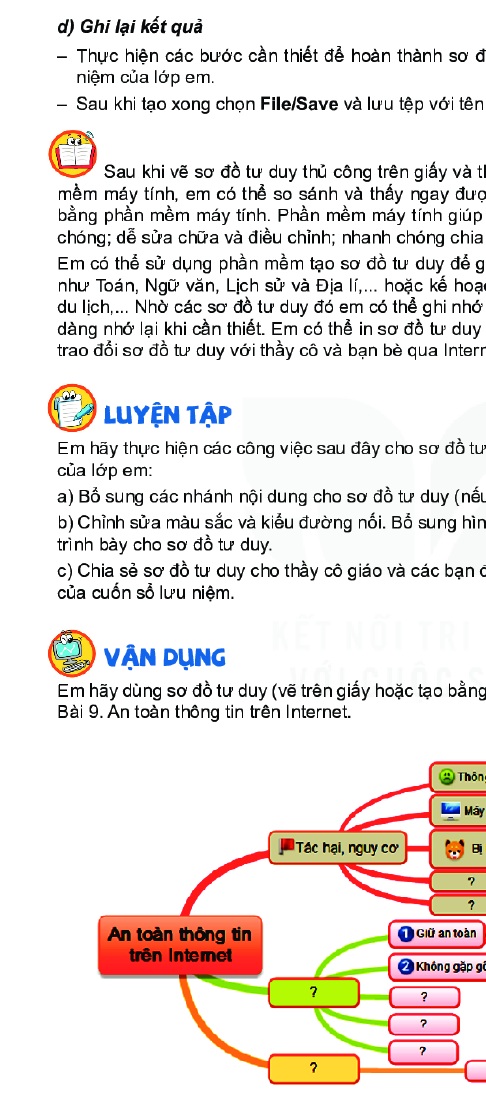 d) Ghi lại kết quả
– Thực hiện các bước cần thiết để hoàn thành sơ đ
niệm của lớp em.
– Sau khi tạo xong chọn File/Save và lưu tệp với tên
Sau khi vẽ sơ đồ tư duy thủ công trên giấy và
mềm máy tính, em có thể so sánh và thấy ngay đượ
bằng phần mềm máy tính. Phần mềm máy tính giúp
chóng; dễ sửa chữa và điều chỉnh; nhanh chóng chia
Em có thể sử dụng phần mềm tạo sơ đồ tư duy để g
như Toán, Ngữ văn, Lịch sử và Địa lí,... hoặc kế hoạ
du lịch,... Nhờ các sơ đồ tư duy đó em có thể ghi nhớ
dàng nhớ lại khi cần thiết. Em có thể in sơ đồ tư duy
trao đổi sơ đồ tư duy với thầy cô và bạn bè qua Intern
LUYỆN TẬP
Em hãy thực hiện các công việc sau đây cho sơ đồ tư
của lớp em:
a) Bổ sung các nhánh nội dung cho sơ đồ tư duy (nếu
b) Chỉnh sửa màu sắc và kiểu đường nối. Bổ sung hìn
trình bày cho sơ đồ tư duy.
c) Chia sẻ sơ đồ tư duy cho thầy cô giáo và các bạn
của cuốn sổ lưu niệm.
KẾT NỐI TRI
VẬN DỤNG
VỚI CUỘC S
Em hãy dùng sơ đồ tư duy (vẽ trên giấy hoặc tạo bằng
Bài 9. An toàn thông tin trên Internet.
Thôn
Máy
Tác hại, nguy cơ
Bị
?
?
An toàn thông tin
trên Internet
1 Giữ an toàn
2 Không gặp g
?
?
?
?
?